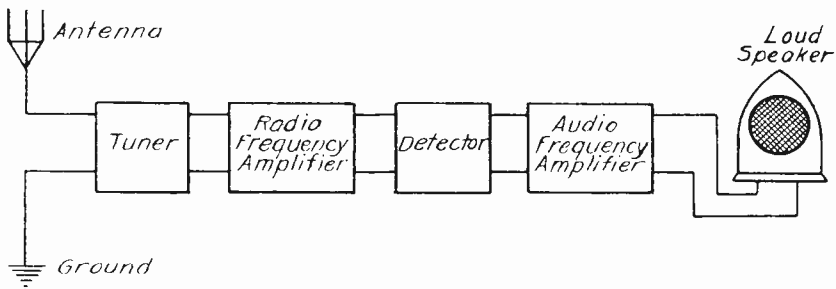 Antenna
Loud
Speaker
Tuner
Radio
Frequency
Amplifier
Detector
Audio
Frequency
Amplifier
Ground